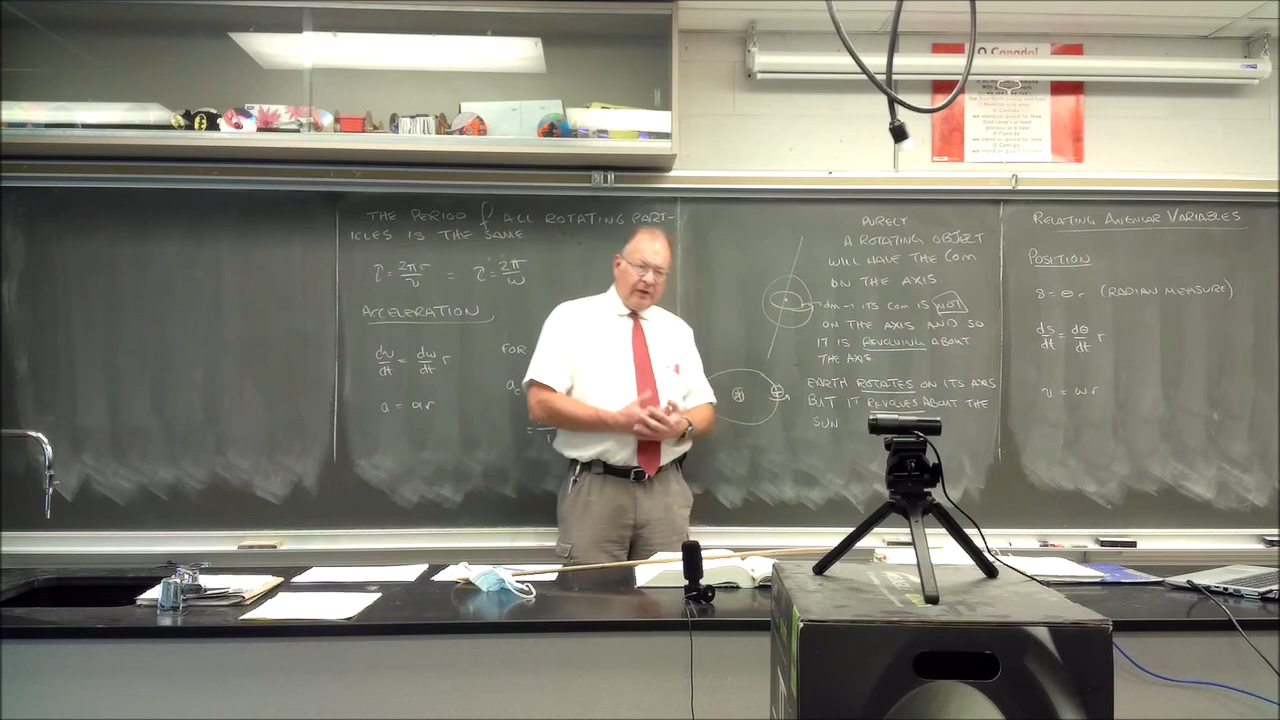 THE PERIOD OF ALL ROTATING PART-
ICLES IS THE SAME
T = 2πr/v = T = 2π/ω
ACCELERATION
dv/dt = dω/dt r
a = αr
FOR
a_c
=
PURELY
A ROTATING OBJECT
WILL HAVE THE COM
ON THE AXIS.
dm → ITS COM IS NOT
ON THE AXIS AND SO
IT IS REVOLVING ABOUT
THE AXIS.
EARTH ROTATES ON ITS AXIS
BUT IT REVOLVES ABOUT THE
SUN
RELATING ANGULAR VARIABLES
POSITION
s = θr (RADIAN MEASURE)
ds/dt = dθ/dt r
v = ωr
O Canada!